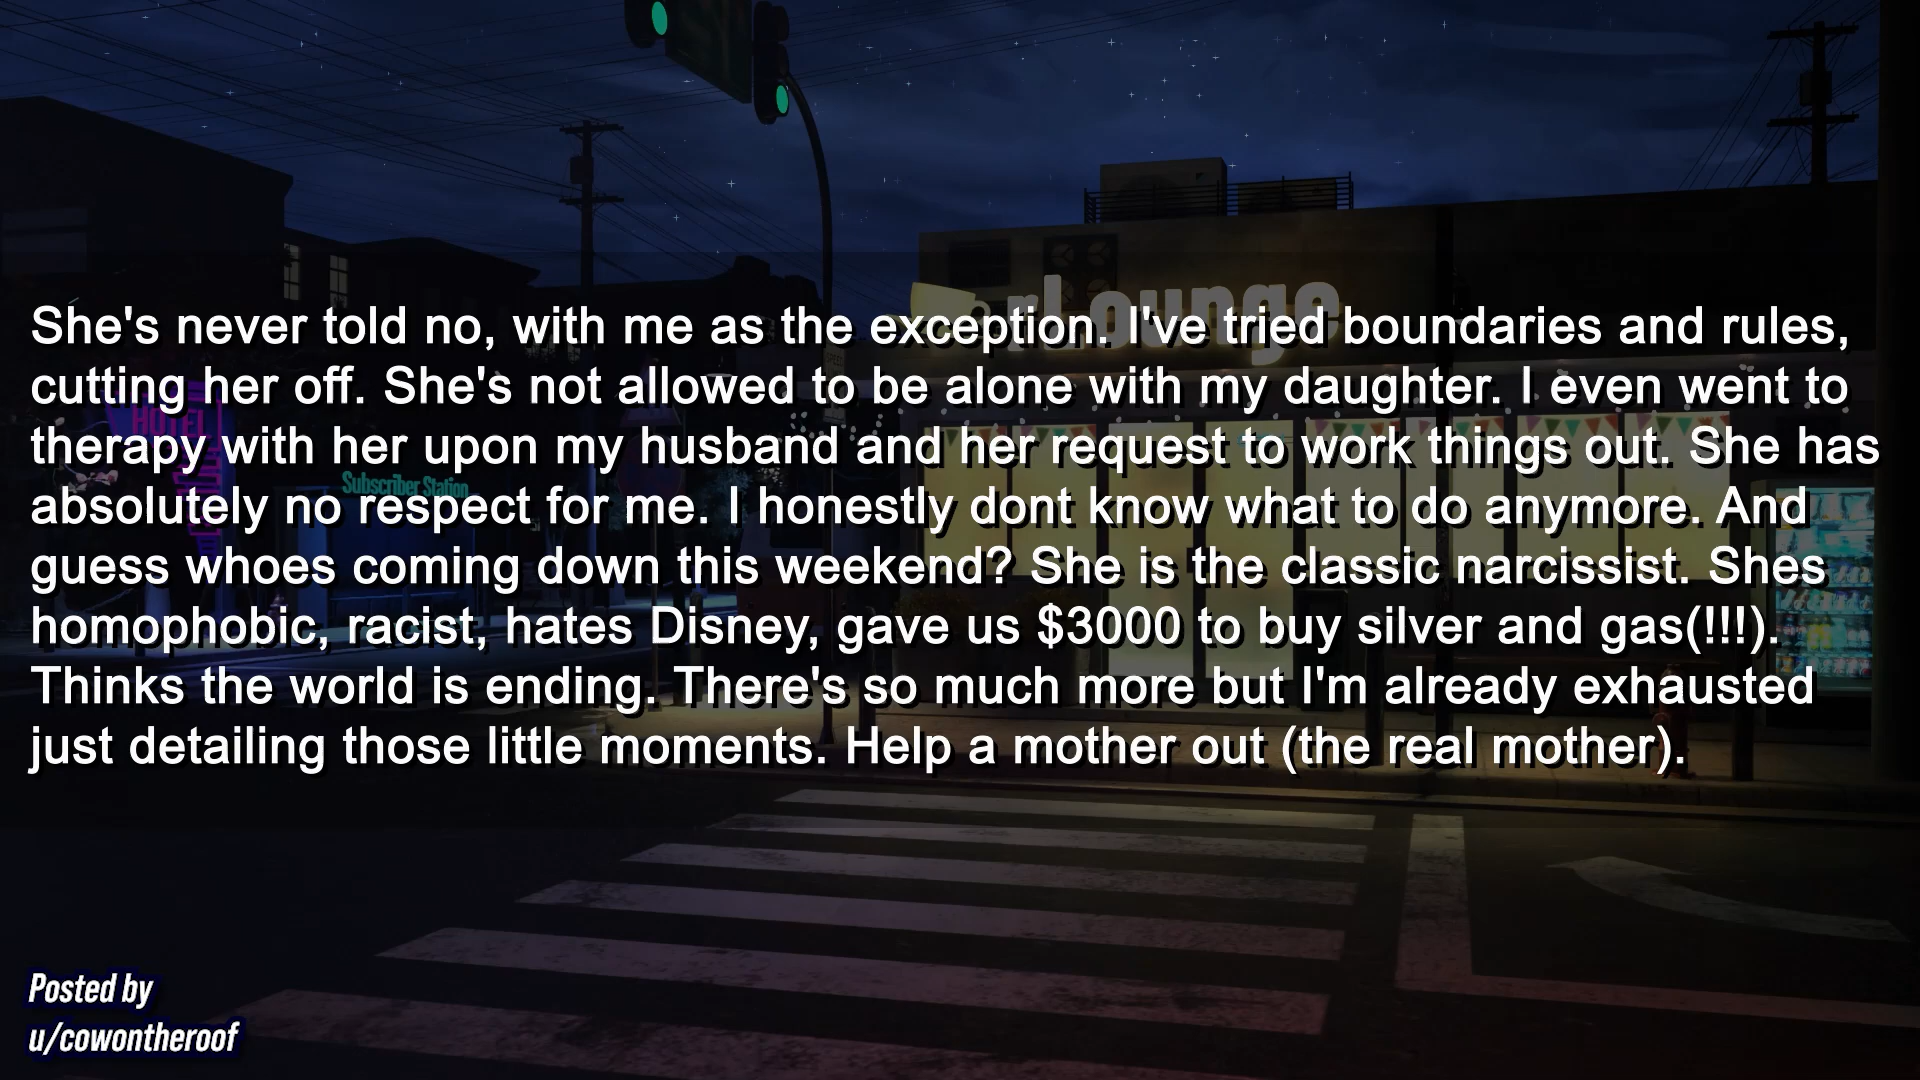 She's never told no, with me as the exception. I've tried boundaries and rules,
cutting her off. She's not allowed to be alone with my daughter. I even went to
therapy with her upon my husband and her request to work things out. She has
absolutely no respect for me. I honestly dont know what to do anymore. And
guess whoes coming down this weekend? She is the classic narcissist. Shes
homophobic, racist, hates Disney, gave us $3000 to buy silver and gas(!!!).
Thinks the world is ending. There's so much more but I'm already exhausted
just detailing those little moments. Help a mother out (the real mother).
rLounge
HOTEL
Subscriber Station
Posted by
u/cowontheroof